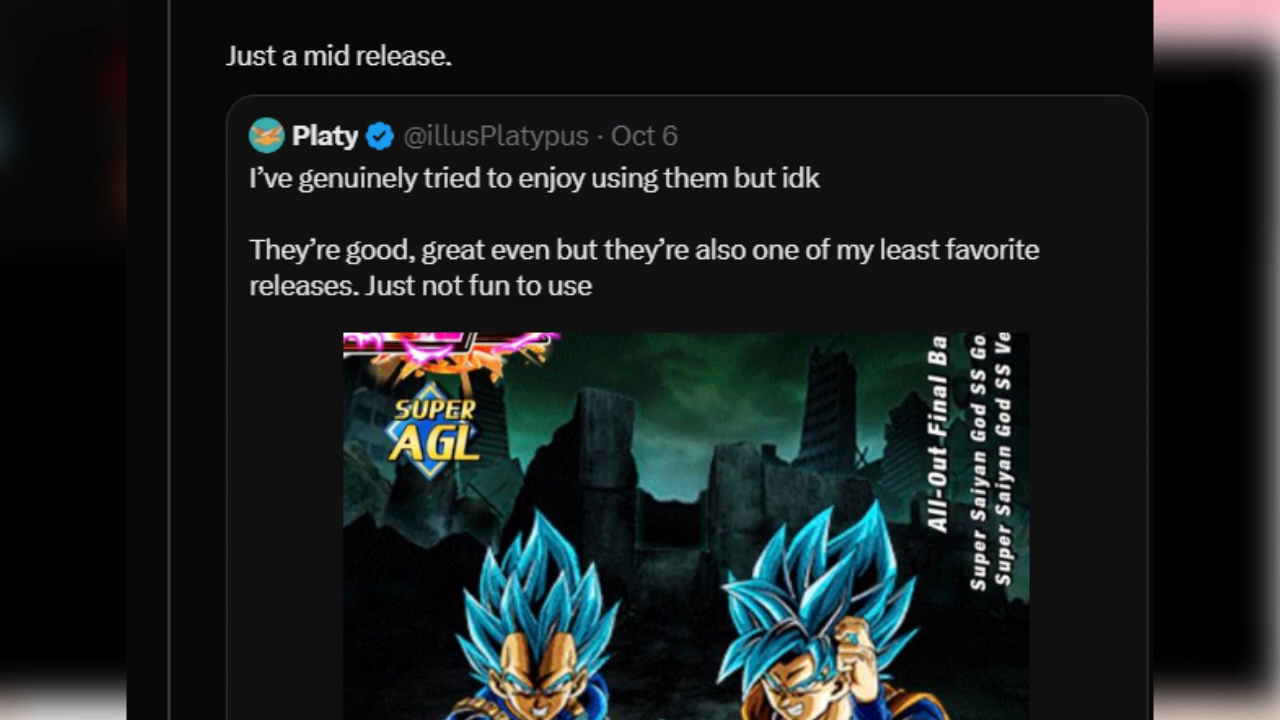 Just a mid release.
Platy @illusPlatypus · Oct 6
I’ve genuinely tried to enjoy using them but idk
They’re good, great even but they’re also one of my least favorite
releases. Just not fun to use
SUPER
AGL
All-Out Final Ba
Super Saiyan God SS Go
Super Saiyan God SS Ve